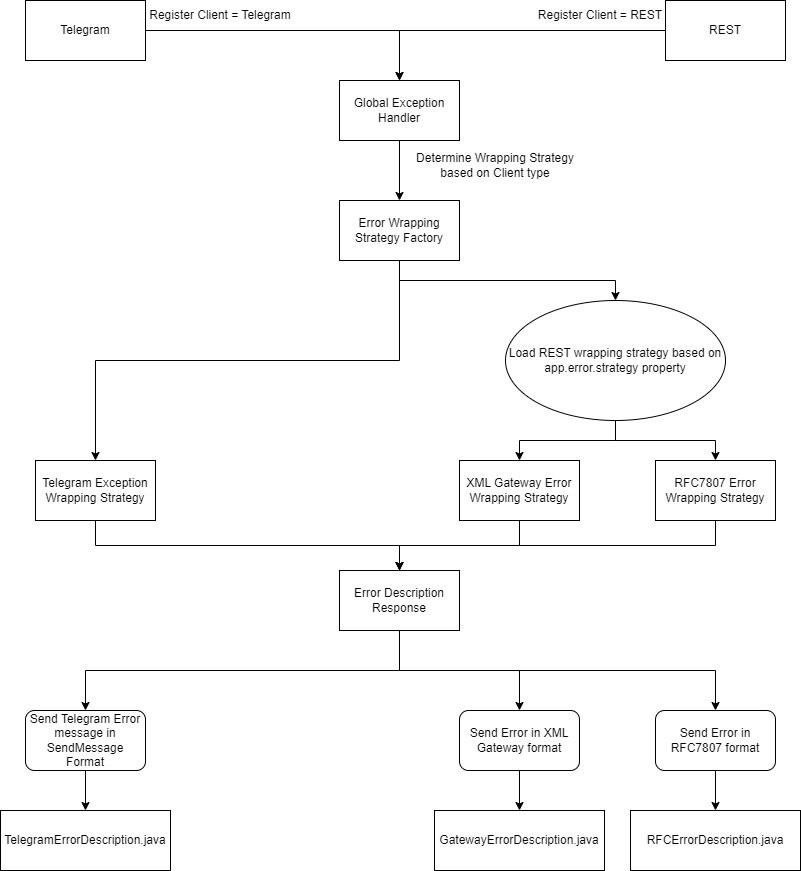 Register Client = Telegram
Register Client = REST
Telegram
REST
Global Exception
Handler
Determine Wrapping Strategy
based on Client type
Error Wrapping
Strategy Factory
Load REST wrapping strategy based on
app.error.strategy property
Telegram Exception
Wrapping Strategy
XML Gateway Error
Wrapping Strategy
RFC7807 Error
Wrapping Strategy
Error Description
Response
Send Telegram Error
message in
SendMessage
Format
Send Error in XML
Gateway format
Send Error in
RFC7807 format
TelegramErrorDescription.java
GatewayErrorDescription.java
RFCErrorDescription.java